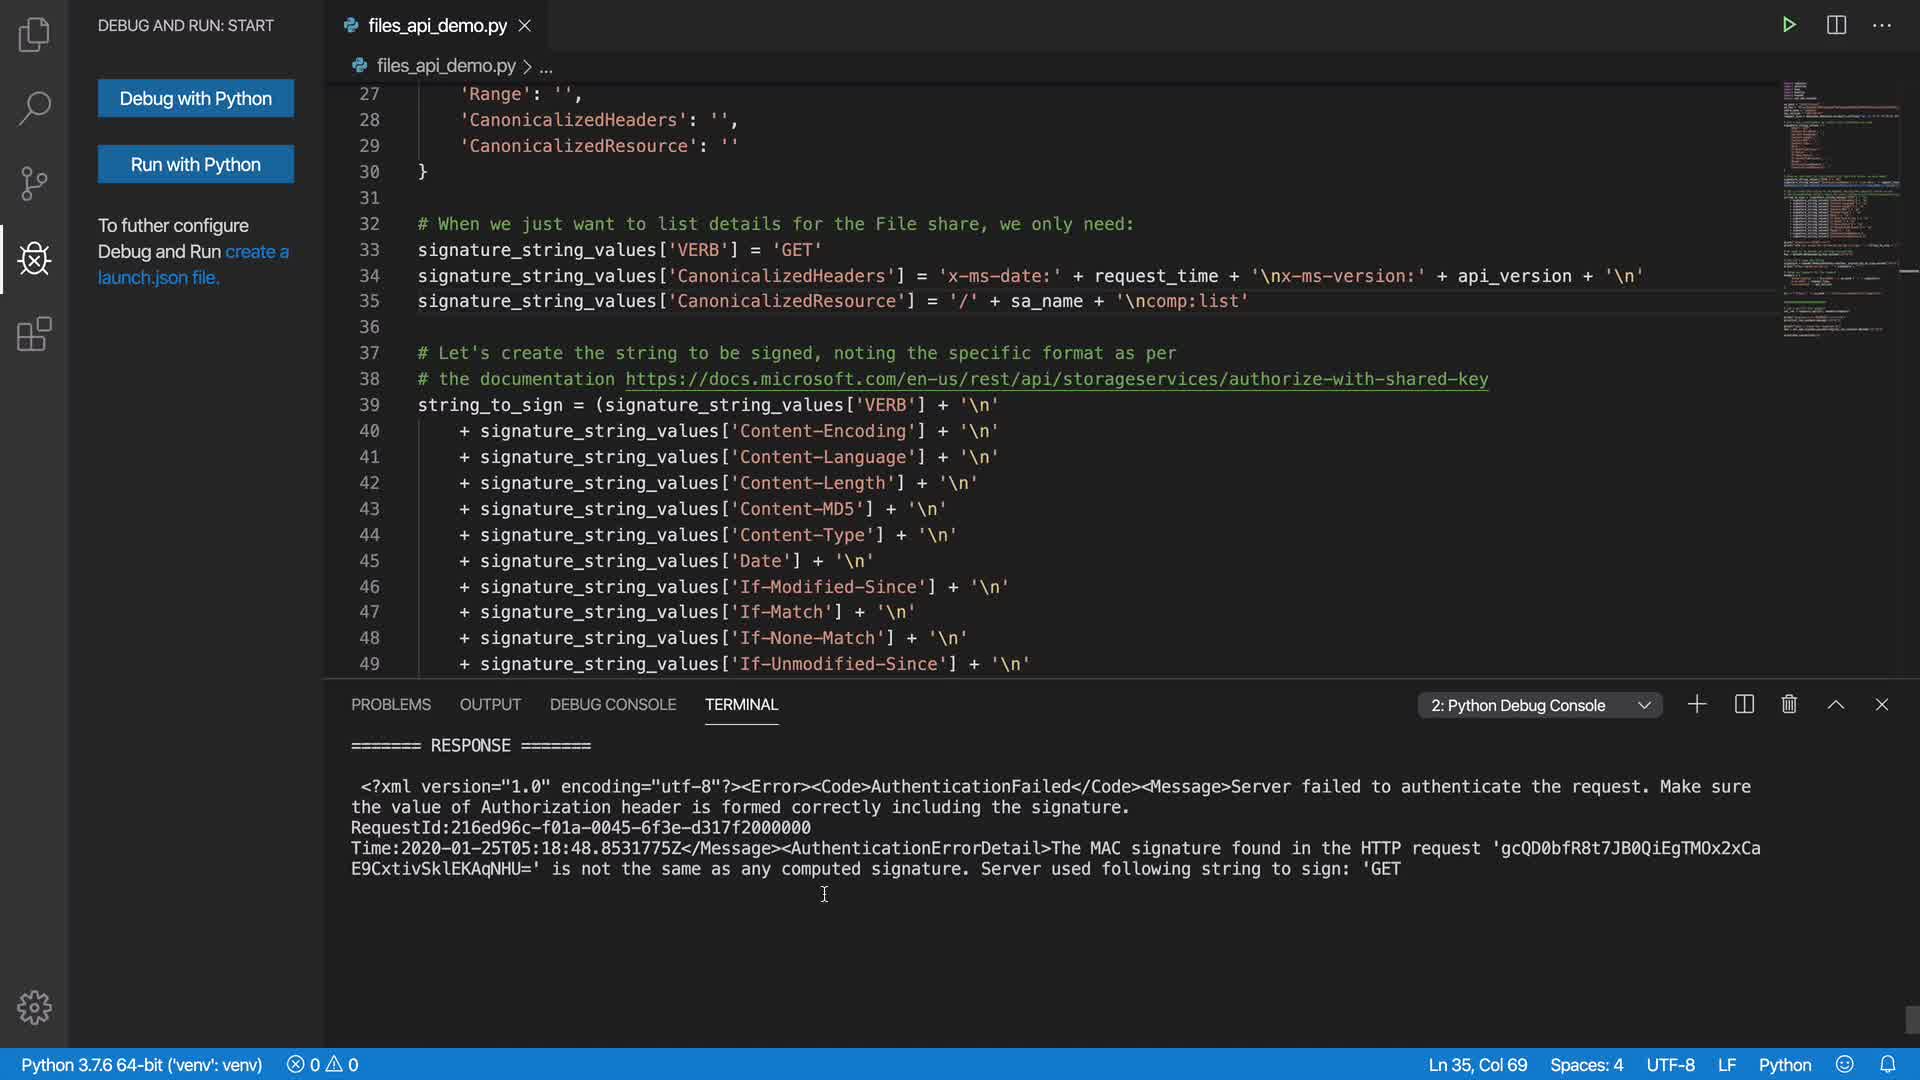 DEBUG AND RUN: START
files_api_demo.py
files_api_demo.py > ...
Debug with Python
Run with Python
To futher configure
Debug and Run create a
launch.json file.
27 'Range': '',
28 'CanonicalizedHeaders': '',
29 'CanonicalizedResource': ''
30 }
31
32 # When we just want to list details for the File share, we only need:
33 signature_string_values['VERB'] = 'GET'
34 signature_string_values['CanonicalizedHeaders'] = 'x-ms-date:' + request_time + '\nx-ms-version:' + api_version + '\n'
35 signature_string_values['CanonicalizedResource'] = '/' + sa_name + '\ncomp:list'
36
37 # Let's create the string to be signed, noting the specific format as per
38 # the documentation https://docs.microsoft.com/en-us/rest/api/storageservices/authorize-with-shared-key
39 string_to_sign = (signature_string_values['VERB'] + '\n'
40 + signature_string_values['Content-Encoding'] + '\n'
41 + signature_string_values['Content-Language'] + '\n'
42 + signature_string_values['Content-Length'] + '\n'
43 + signature_string_values['Content-MD5'] + '\n'
44 + signature_string_values['Content-Type'] + '\n'
45 + signature_string_values['Date'] + '\n'
46 + signature_string_values['If-Modified-Since'] + '\n'
47 + signature_string_values['If-Match'] + '\n'
48 + signature_string_values['If-None-Match'] + '\n'
49 + signature_string_values['If-Unmodified-Since'] + '\n'
PROBLEMS OUTPUT DEBUG CONSOLE TERMINAL
2: Python Debug Console
======= RESPONSE =======
<?xml version="1.0" encoding="utf-8"?><Error><Code>AuthenticationFailed</Code><Message>Server failed to authenticate the request. Make sure
the value of Authorization header is formed correctly including the signature.
RequestId:216ed96c-f01a-0045-6f3e-d317f2000000
Time:2020-01-25T05:18:48.8531775Z</Message><AuthenticationErrorDetail>The MAC signature found in the HTTP request 'gcQD0bfR8t7JB0QiEgTMOx2xCa
E9CxtivSklEKAqNHU=' is not the same as any computed signature. Server used following string to sign: 'GET
Python 3.7.6 64-bit ('venv': venv) 0 0
Ln 35, Col 69 Spaces: 4 UTF-8 LF Python